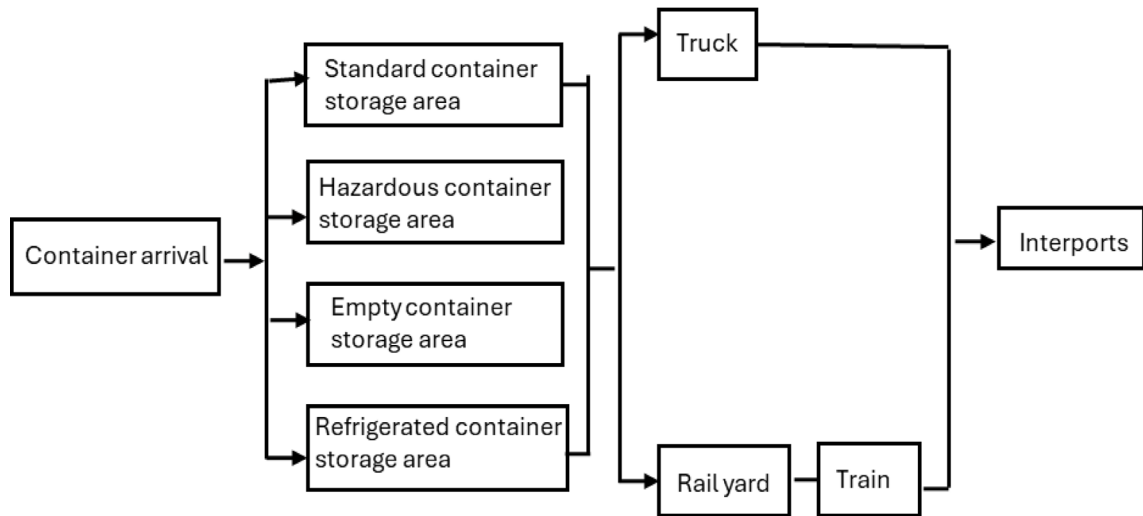 Container arrival
Standard container
storage area
Hazardous container
storage area
Empty container
storage area
Refrigerated container
storage area
Truck
Rail yard
Train
Interports